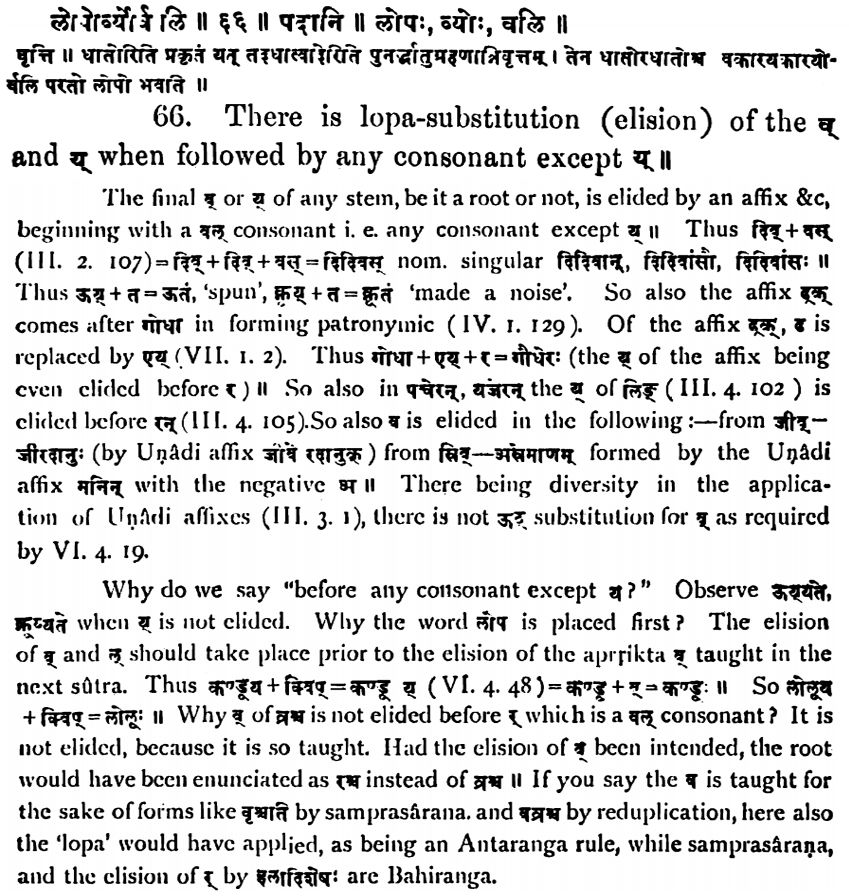 लोपोर्व्योर्वलि ॥ ६६ ॥ पदानि ॥ लोपः, व्योः, वलि ॥
वृत्ति ॥ धातोरिति प्रकृतं यत् तद्धात्वादेरिति पुनर्द्धातुग्रहणान्निवृत्तम् । तेन धातोरधातोश्च वकारयकारयो-
र्वलि परतो लोपो भवति ॥
66. There is lopa-substitution (elision) of the व्
and य् when followed by any consonant except य् ॥
The final व् or य् of any stem, be it a root or not, is elided by an affix &c,
beginning with a वल् consonant i. e. any consonant except य् ॥ Thus दिव् + वस्
(III. 2. 107)=दिव् + दिव् + वस्=दिदिवस् nom. singular दिदिवान्, दिदिवांसौ, दिदिवांसः ॥
Thus ऊय् + त = ऊतं, 'spun', क्नूय् + त = क्नूतं 'made a noise'. So also the affix ढ्रक्
comes after गोधा in forming patronymic (IV. 1. 129). Of the affix ढ्रक्, ढ is
replaced by एय् (VII. 1. 2). Thus गोधा + एय् + र = गौधेरः (the य् of the affix being
even elided before र ) ॥ So also in पचेरन्, यजेरन् the य् of लिङ् ( III. 4. 102 ) is
elided before रन् (III. 4. 105).So also व is elided in the following :—from जीव्—
जीरदानुः (by Uṇâdi affix जीवे रदानुक् ) from स्रिव्—अस्रेमाणम् formed by the Uṇâdi
affix मनिन् with the negative अ ॥ There being diversity in the applica-
tion of Uṇâdi affixes (III. 3. 1), there is not ऊठ् substitution for व् as required
by VI. 4. 19.
Why do we say "before any consonant except य ?" Observe ऊय्यते,
क्नूय्यते when य् is not elided. Why the word लोप is placed first ? The elision
of व् and ल् should take place prior to the elision of the aprrikta व् taught in the
next sûtra. Thus कण्डूय + क्विप् = कण्डू य् (VI. 4. 48) = कण्डू + व् = कण्डूः ॥ So लोलूय
+ क्विप् = लोलूः ॥ Why व् of व्रश्च is not elided before र् which is a वल् consonant ? It is
not elided, because it is so taught. Had the elision of व् been intended, the root
would have been enunciated as रश्च instead of व्रश्च ॥ If you say the व is taught for
the sake of forms like वृश्चति by samprasârana. and वव्रश्च by reduplication, here also
the 'lopa' would have applied, as being an Antaranga rule, while samprasâraṇa,
and the elision of र् by हलादिशेषः are Bahiranga.